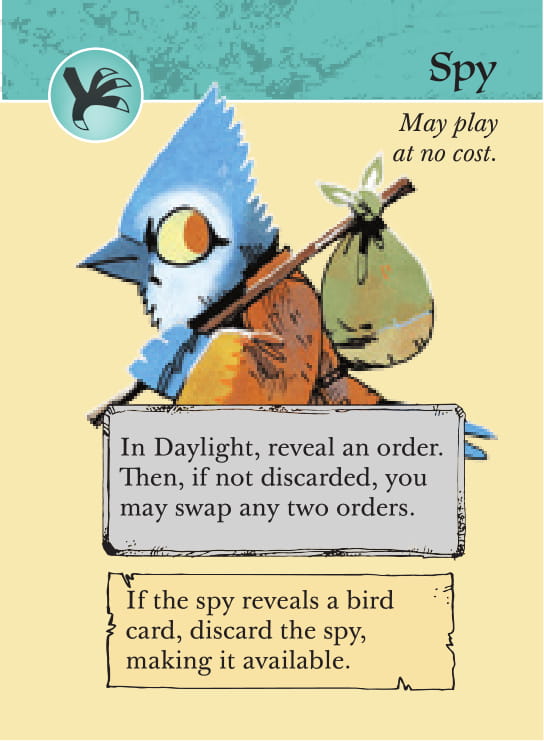 Spy
May play
at no cost.
In Daylight, reveal an order.
Then, if not discarded, you
may swap any two orders.
If the spy reveals a bird
card, discard the spy,
making it available.